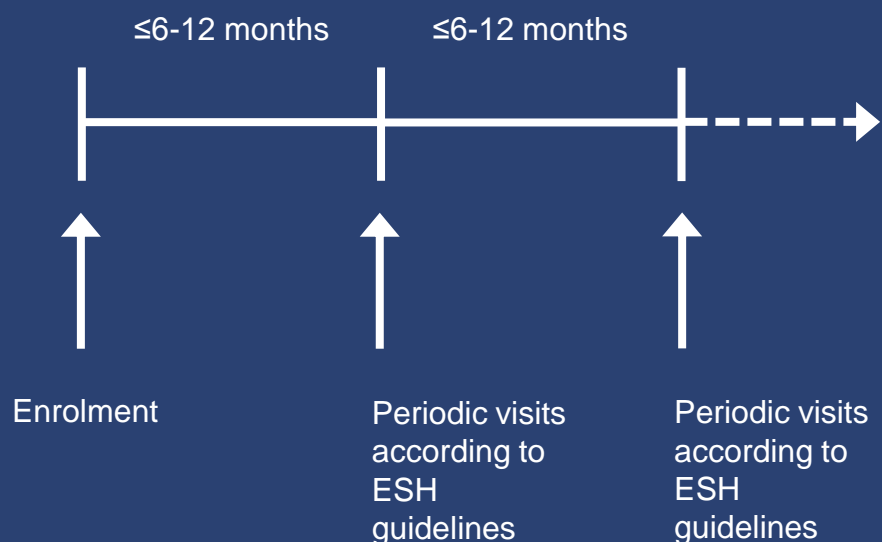 ≤6-12 months
≤6-12 months
Enrolment
Periodic visits
according to
ESH
guidelines
Periodic visits
according to
ESH
guidelines